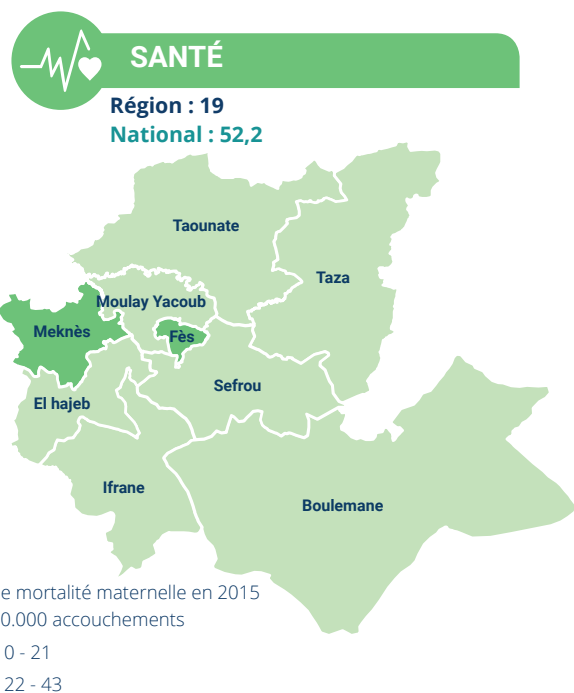 SANTÉ
Région : 19
National : 52,2
Taounate
Taza
Moulay Yacoub
Meknès
Fès
Sefrou
El hajeb
Ifrane
Boulemane
e mortalité maternelle en 2015
0.000 accouchements
0 - 21
22 - 43